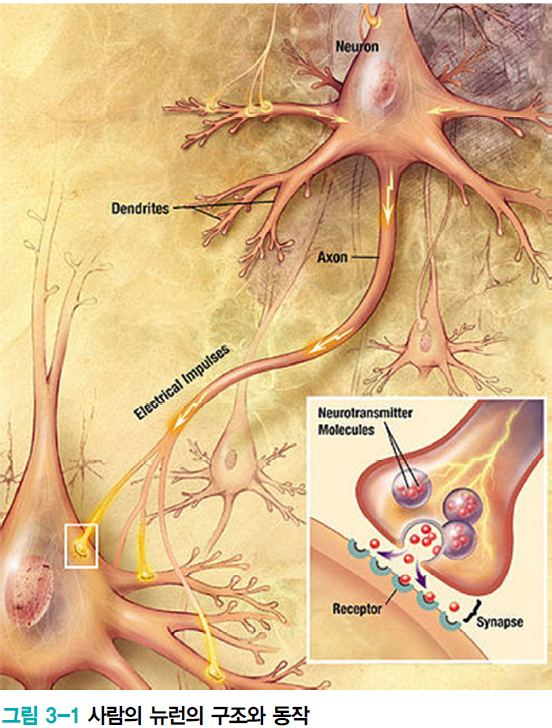 Neuron
Dendrites
Axon
Electrical Impulses
Neurotransmitter
Molecules
Receptor
Synapse
그림 3-1 사람의 뉴런의 구조와 동작